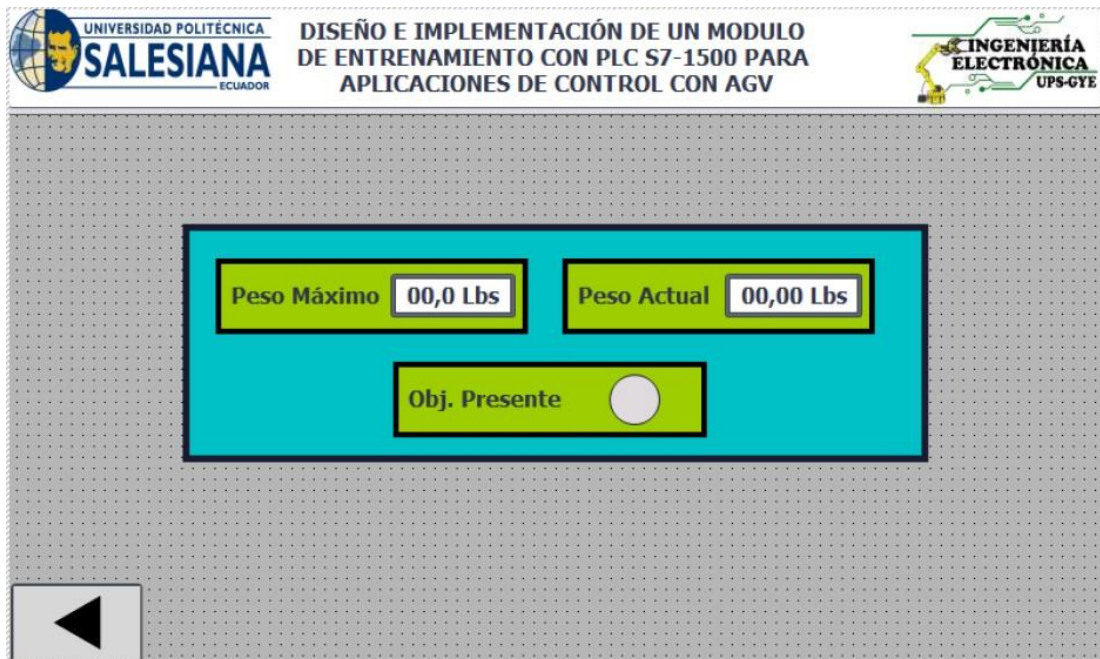 UNIVERSIDAD POLITÉCNICA
SALESIANA
ECUADOR
DISEÑO E IMPLEMENTACIÓN DE UN MODULO
DE ENTRENAMIENTO CON PLC S7-1500 PARA
APLICACIONES DE CONTROL CON AGV
INGENIERÍA
ELECTRÓNICA
UPS-GYE
Peso Máximo 00,0 Lbs
Peso Actual 00,00 Lbs
Obj. Presente